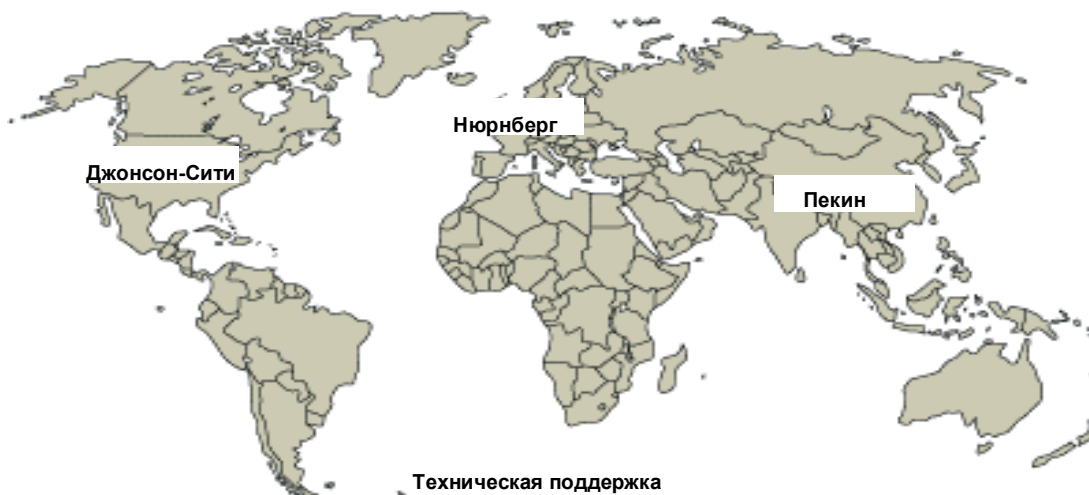 Нюрнберг
Джонсон-Сити
Пекин
Техническая поддержка